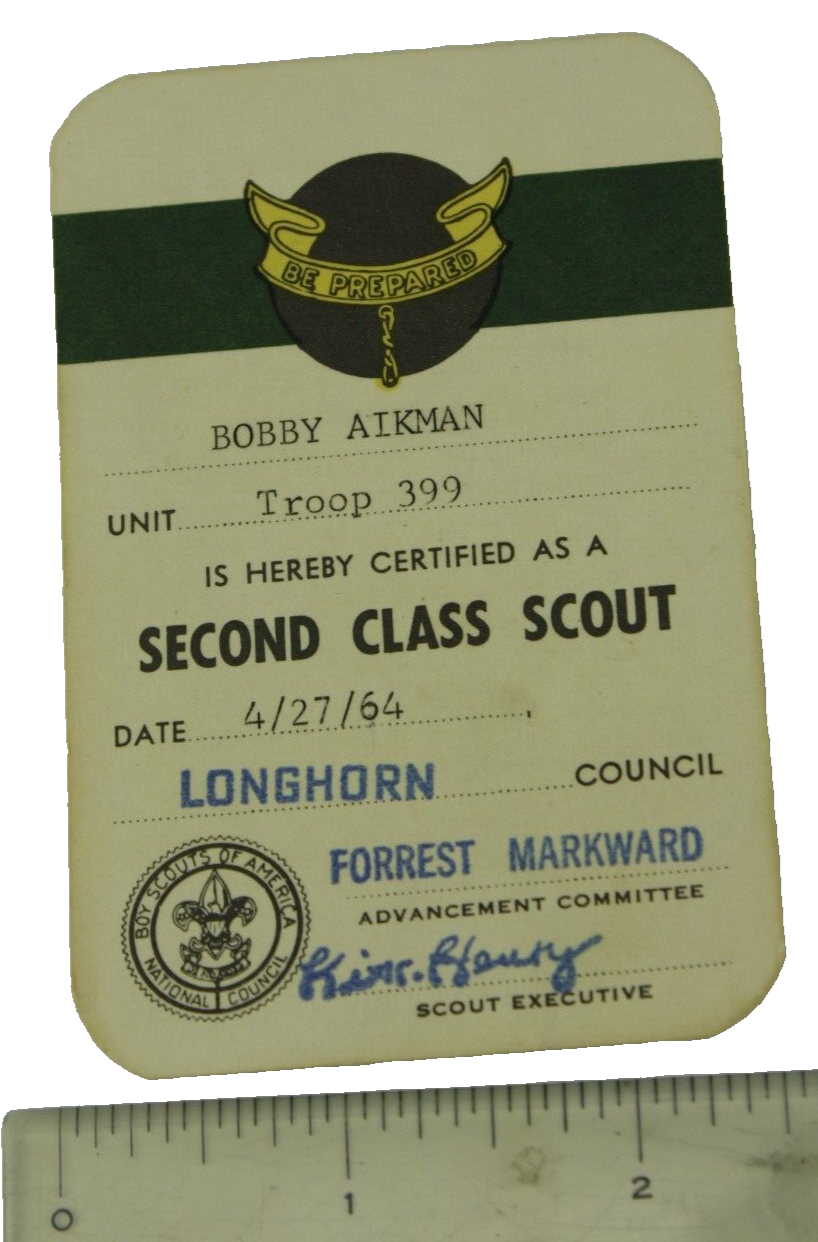 BE PREPARED
BOBBY AIKMAN
UNIT Troop 399
IS HEREBY CERTIFIED AS A
SECOND CLASS SCOUT
DATE 4/27/64
LONGHORN COUNCIL
FORREST MARKWARD
ADVANCEMENT COMMITTEE
BOY SCOUTS OF AMERICA
NATIONAL COUNCIL
Henry
SCOUT EXECUTIVE
0 1 2